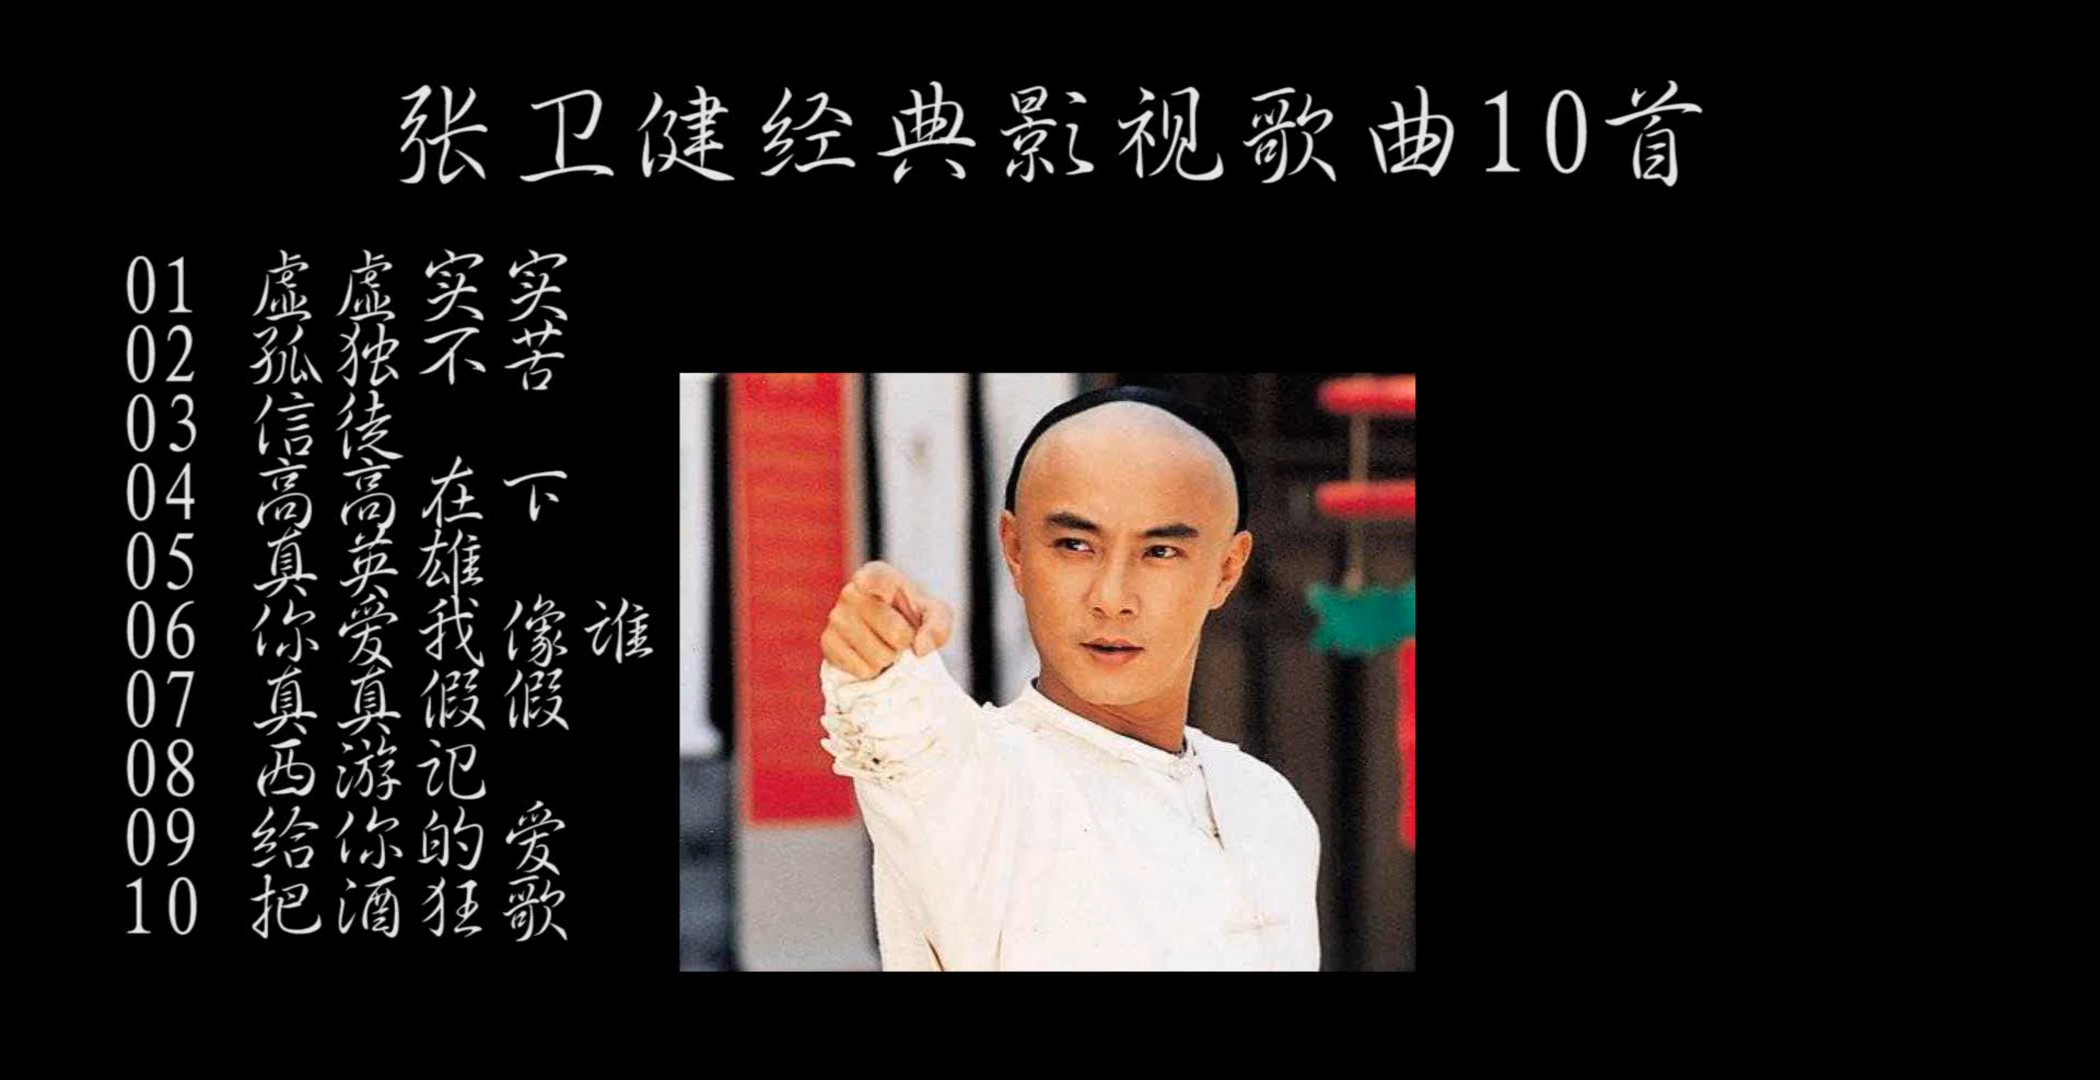 张卫健经典影视歌曲10首
01 虚虚实实
02 孤独不苦
03 信徒
04 高高在下
05 真英雄
06 你爱我像谁
07 真真假假
08 西游记
09 给你的爱
10 把酒狂歌